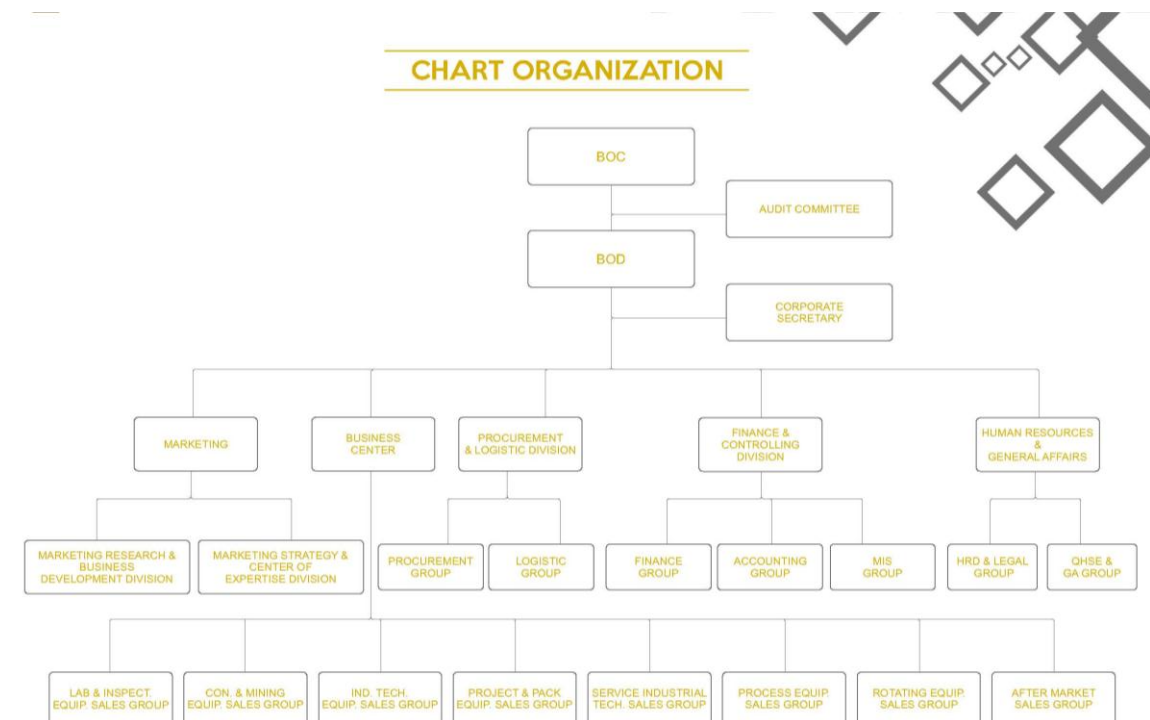 CHART ORGANIZATION
BOC
AUDIT COMMITTEE
BOD
CORPORATE
SECRETARY
MARKETING
BUSINESS
CENTER
PROCUREMENT
& LOGISTIC DIVISION
FINANCE &
CONTROLLING
DIVISION
HUMAN RESOURCES
&
GENERAL AFFAIRS
MARKETING RESEARCH &
BUSINESS
DEVELOPMENT DIVISION
MARKETING STRATEGY &
CENTER OF
EXPERTISE DIVISION
PROCUREMENT
GROUP
LOGISTIC
GROUP
FINANCE
GROUP
ACCOUNTING
GROUP
MIS
GROUP
HRD & LEGAL
GROUP
QHSE &
GA GROUP
LAB & INSPECT.
EQUIP. SALES GROUP
CON. & MINING
EQUIP. SALES GROUP
IND. TECH.
EQUIP. SALES GROUP
PROJECT & PACK
EQUIP. SALES GROUP
SERVICE INDUSTRIAL
TECH. SALES GROUP
PROCESS EQUIP.
SALES GROUP
ROTATING EQUIP.
SALES GROUP
AFTER MARKET
SALES GROUP